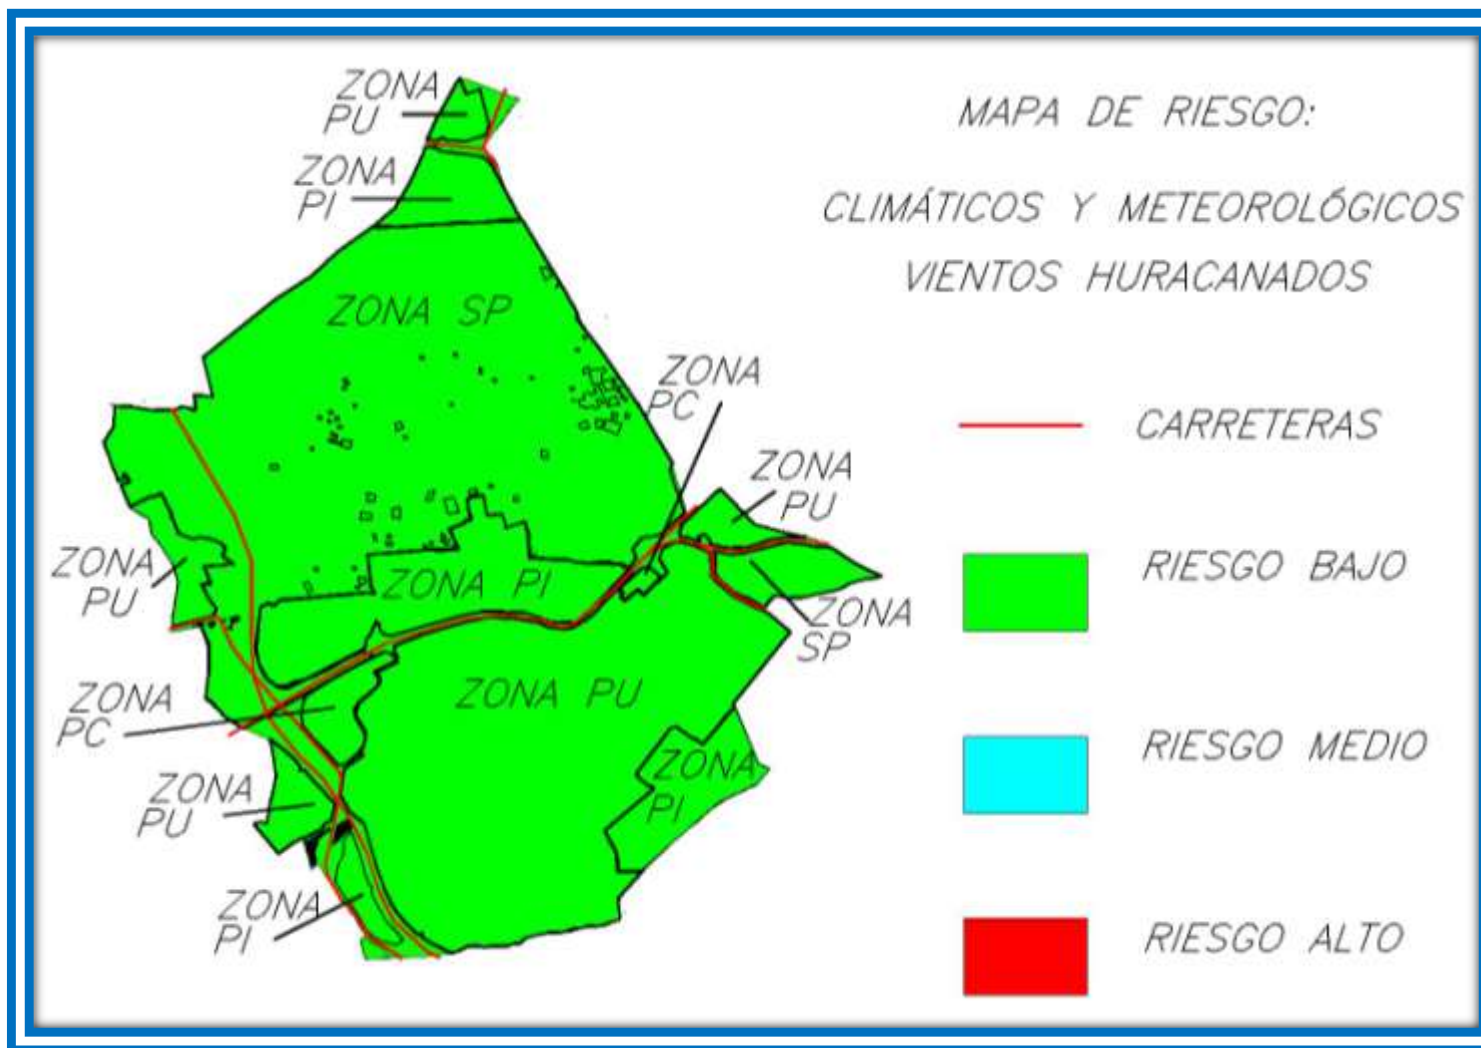 ZONA
PU
ZONA
PI
ZONA SP
ZONA
PC
ZONA
PU
ZONA
PU
ZONA PI
ZONA
SP
ZONA
PC
ZONA PU
ZONA
PI
ZONA
PU
ZONA
PI
MAPA DE RIESGO:
CLIMÁTICOS Y METEOROLÓGICOS
VIENTOS HURACANADOS
CARRETERAS
RIESGO BAJO
RIESGO MEDIO
RIESGO ALTO